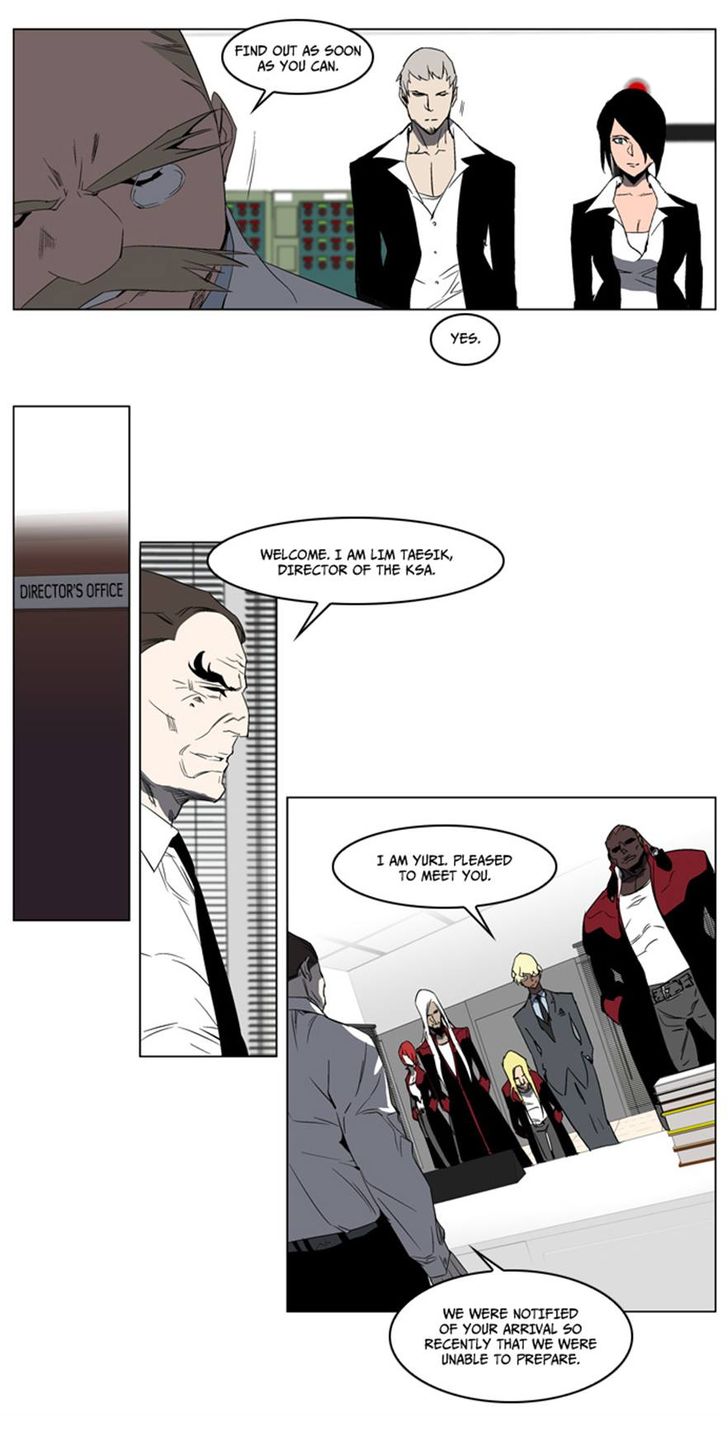 FIND OUT AS SOON
AS YOU CAN.
YES.
DIRECTOR'S OFFICE
WELCOME. I AM LIM TAESIK,
DIRECTOR OF THE KSA.
I AM YURI. PLEASED
TO MEET YOU.
WE WERE NOTIFIED
OF YOUR ARRIVAL SO
RECENTLY THAT WE WERE
UNABLE TO PREPARE.